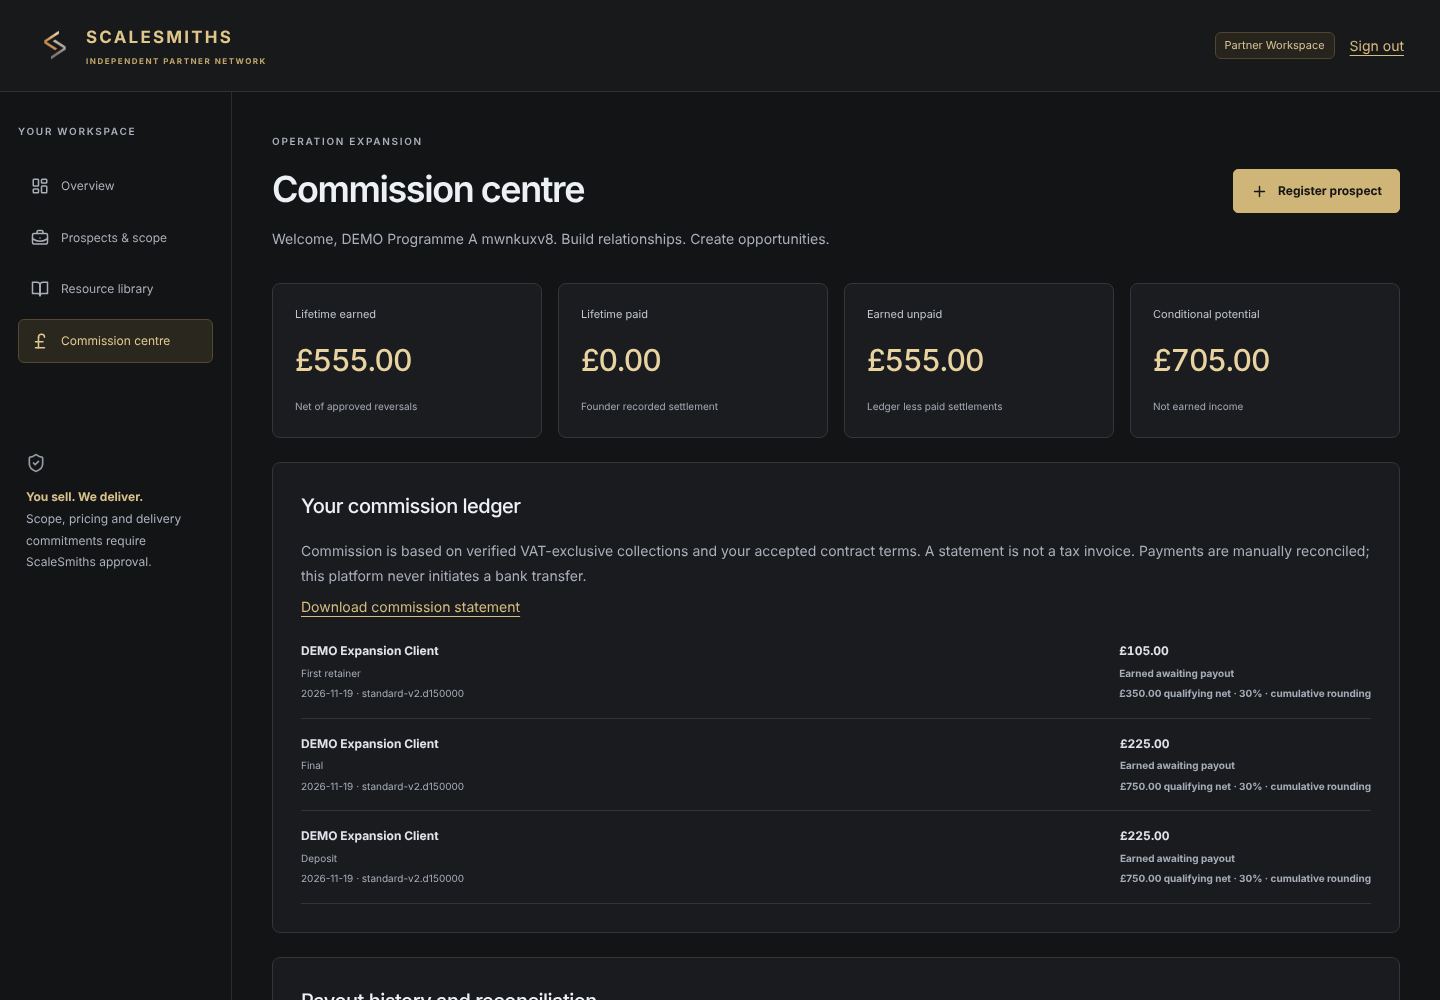 SCALESMITHS
INDEPENDENT PARTNER NETWORK
Partner Workspace
Sign out
YOUR WORKSPACE
Overview
Prospects & scope
Resource library
Commission centre
You sell. We deliver.
Scope, pricing and delivery
commitments require
ScaleSmiths approval.
OPERATION EXPANSION
Commission centre
Register prospect
Welcome, DEMO Programme A mwnkuxv8. Build relationships. Create opportunities.
Lifetime earned
£555.00
Net of approved reversals
Lifetime paid
£0.00
Founder recorded settlement
Earned unpaid
£555.00
Ledger less paid settlements
Conditional potential
£705.00
Not earned income
Your commission ledger
Commission is based on verified VAT-exclusive collections and your accepted contract terms. A statement is not a tax invoice. Payments are manually reconciled;
this platform never initiates a bank transfer.
Download commission statement
DEMO Expansion Client
First retainer
2026-11-19 · standard-v2.d150000
£105.00
Earned awaiting payout
£350.00 qualifying net · 30% · cumulative rounding
DEMO Expansion Client
Final
2026-11-19 · standard-v2.d150000
£225.00
Earned awaiting payout
£750.00 qualifying net · 30% · cumulative rounding
DEMO Expansion Client
Deposit
2026-11-19 · standard-v2.d150000
£225.00
Earned awaiting payout
£750.00 qualifying net · 30% · cumulative rounding
Payout history and reconciliation